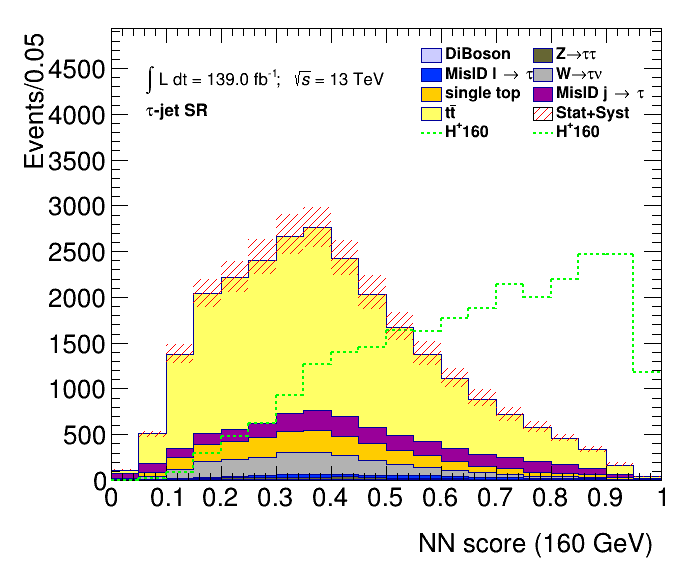 Events/0.05
4500
4000
3500
3000
2500
2000
1500
1000
500
0
∫ L dt = 139.0 fb⁻¹; √s = 13 TeV
τ-jet SR
DiBoson Z→ττ
MisID l → τ W→τν
single top MisID j → τ
tt̄ Stat+Syst
H⁺160 H⁺160
0 0.1 0.2 0.3 0.4 0.5 0.6 0.7 0.8 0.9 1
NN score (160 GeV)